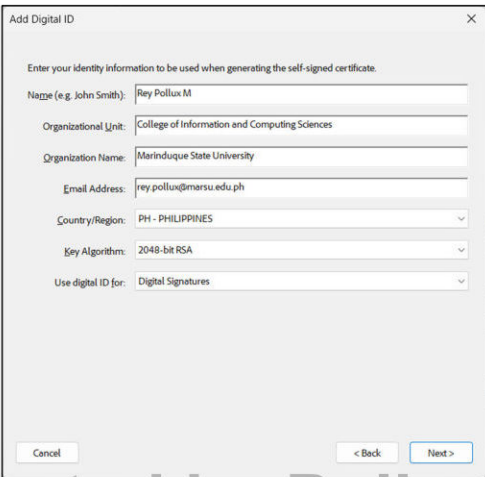 Add Digital ID
Enter your identity information to be used when generating the self-signed certificate.
Name (e.g. John Smith): Rey Pollux M
Organizational Unit: College of Information and Computing Sciences
Organization Name: Marinduque State University
Email Address: rey.pollux@marsu.edu.ph
Country/Region: PH - PHILIPPINES
Key Algorithm: 2048-bit RSA
Use digital ID for: Digital Signatures
Cancel < Back Next >